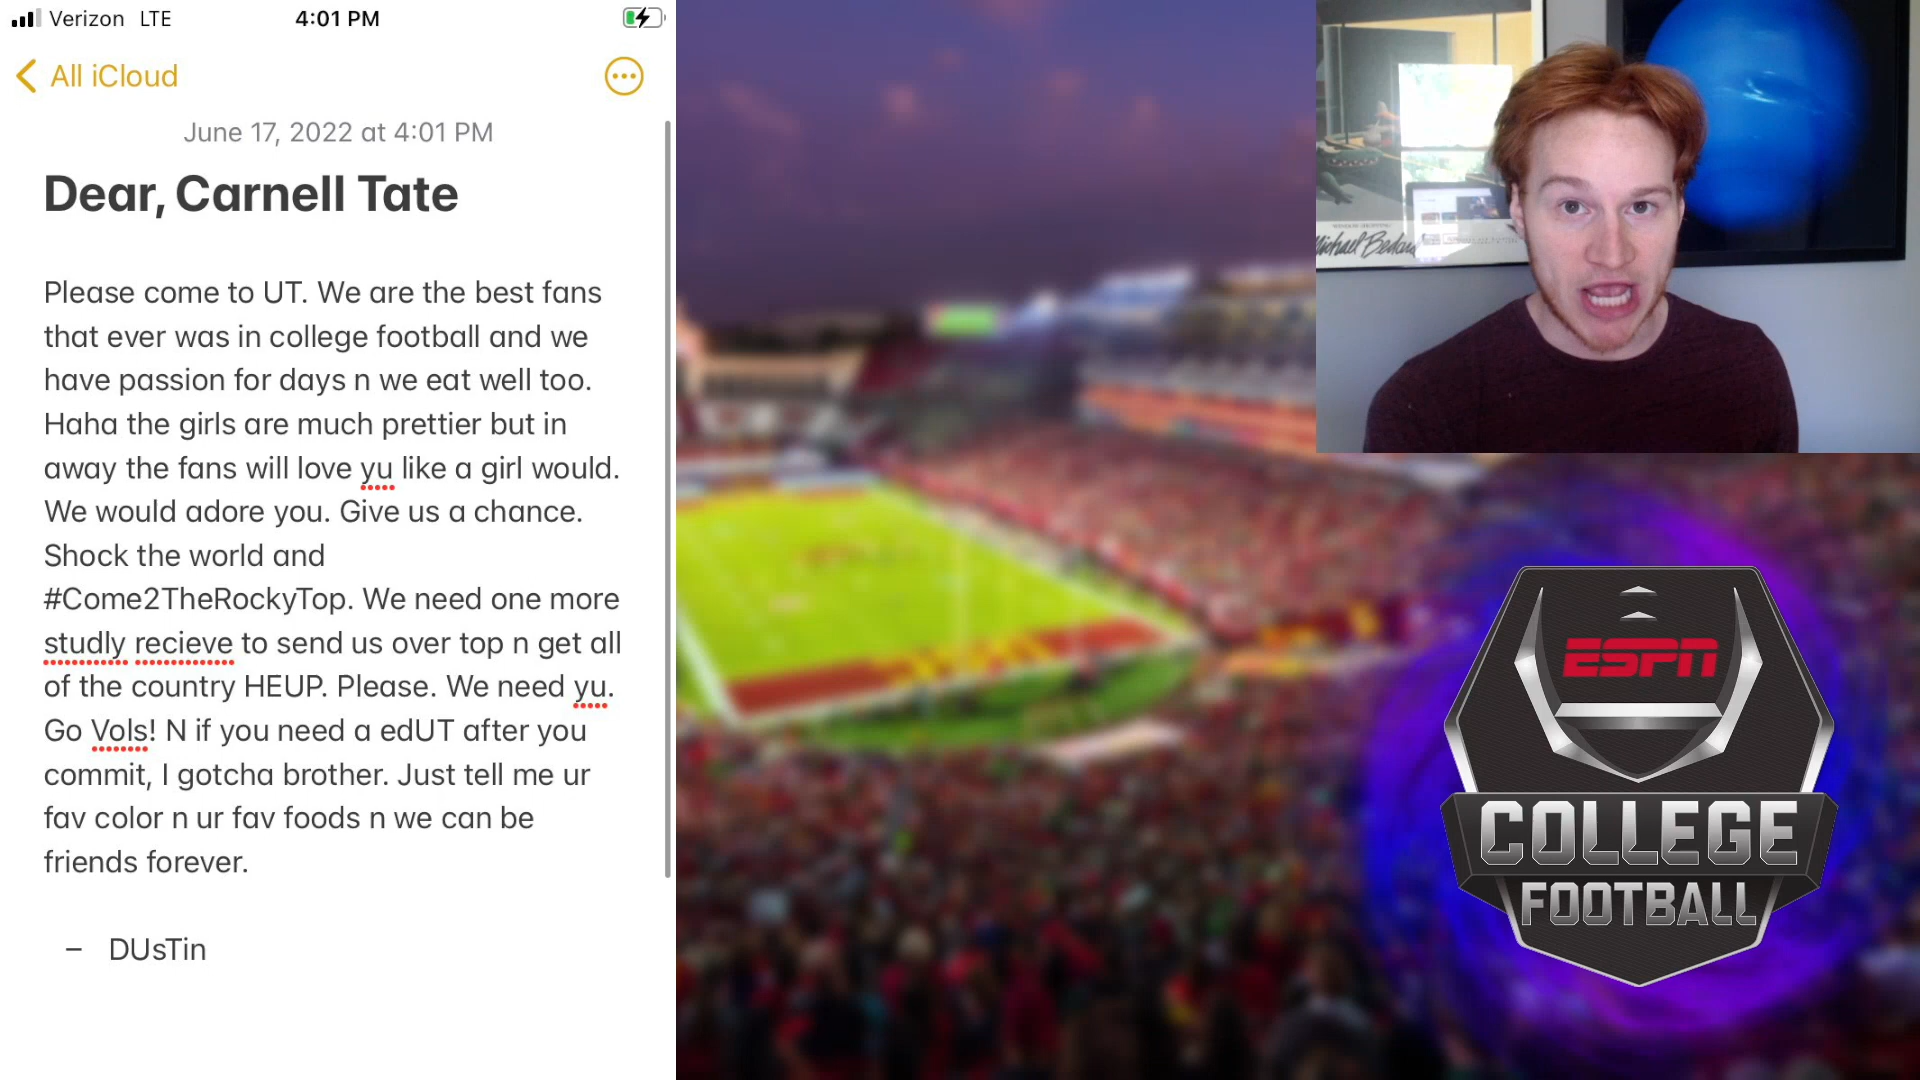 Verizon LTE 4:01 PM
All iCloud
June 17, 2022 at 4:01 PM
Dear, Carnell Tate
Please come to UT. We are the best fans
that ever was in college football and we
have passion for days n we eat well too.
Haha the girls are much prettier but in
away the fans will love yu like a girl would.
We would adore you. Give us a chance.
Shock the world and
#Come2TheRockyTop. We need one more
studly recieve to send us over top n get all
of the country HEUP. Please. We need yu.
Go Vols! N if you need a edUT after you
commit, I gotcha brother. Just tell me ur
fav color n ur fav foods n we can be
friends forever.
– DUsTin
Michael Bedard
ESPN
COLLEGE
FOOTBALL